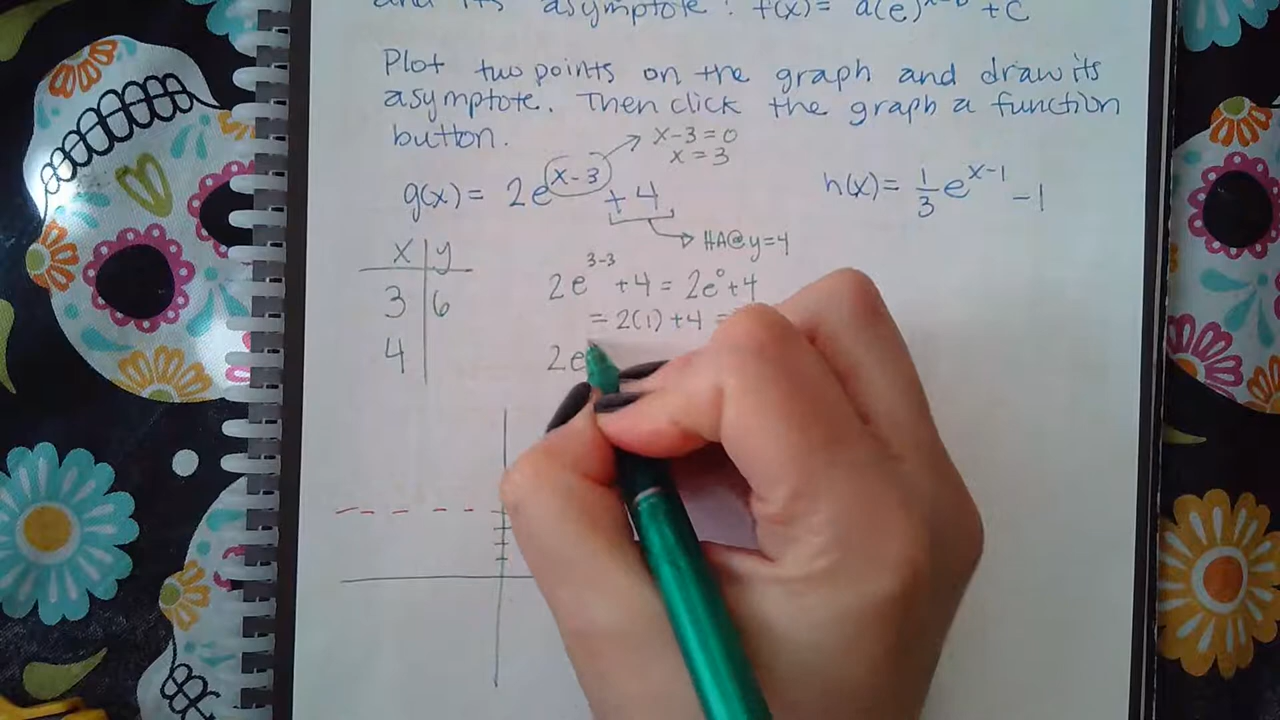 and its asymptote: f(x) = a(e)^x-b + c
Plot two points on the graph and draw its
asymptote. Then click the graph a function
button.
x-3=0
x=3
g(x) = 2e^x-3 + 4
h(x) = 1/3 e^x-1 - 1
HA@y=4
x | y
3 | 6
4 |
2e^3-3 + 4 = 2e^0 + 4
= 2(1) + 4 =
2e